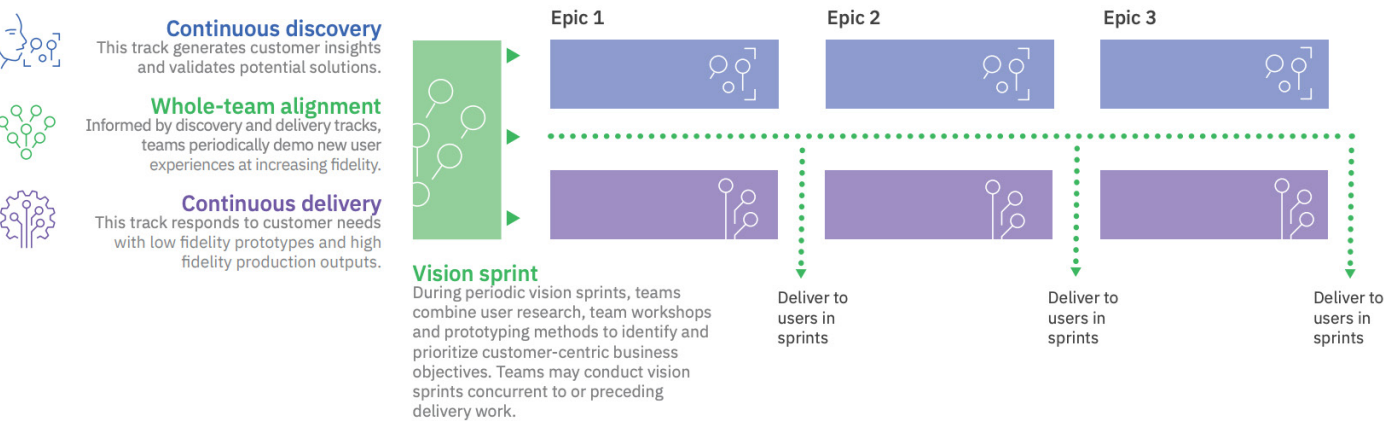 Continuous discovery
This track generates customer insights
and validates potential solutions.
Whole-team alignment
Informed by discovery and delivery tracks,
teams periodically demo new user
experiences at increasing fidelity.
Continuous delivery
This track responds to customer needs
with low fidelity prototypes and high
fidelity production outputs.
Vision sprint
During periodic vision sprints, teams
combine user research, team workshops
and prototyping methods to identify and
prioritize customer-centric business
objectives. Teams may conduct vision
sprints concurrent to or preceding
delivery work.
Epic 1
Epic 2
Epic 3
Deliver to
users in
sprints
Deliver to
users in
sprints
Deliver to
users in
sprints